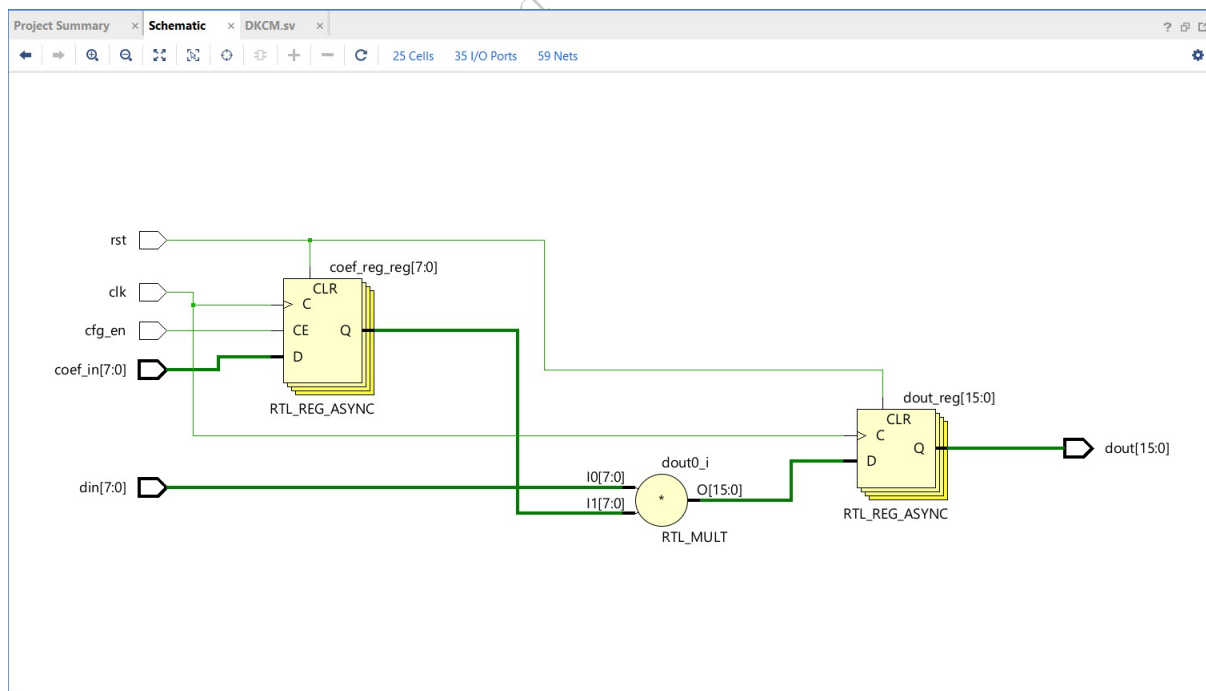 Project Summary × Schematic × DKCM.sv ×
25 Cells 35 I/O Ports 59 Nets
rst
clk
cfg_en
coef_in[7:0]
din[7:0]
coef_reg_reg[7:0]
CLR
C
CE Q
D
RTL_REG_ASYNC
dout0_i
I0[7:0]
I1[7:0]
*
O[15:0]
RTL_MULT
dout_reg[15:0]
CLR
C
Q
D
RTL_REG_ASYNC
dout[15:0]